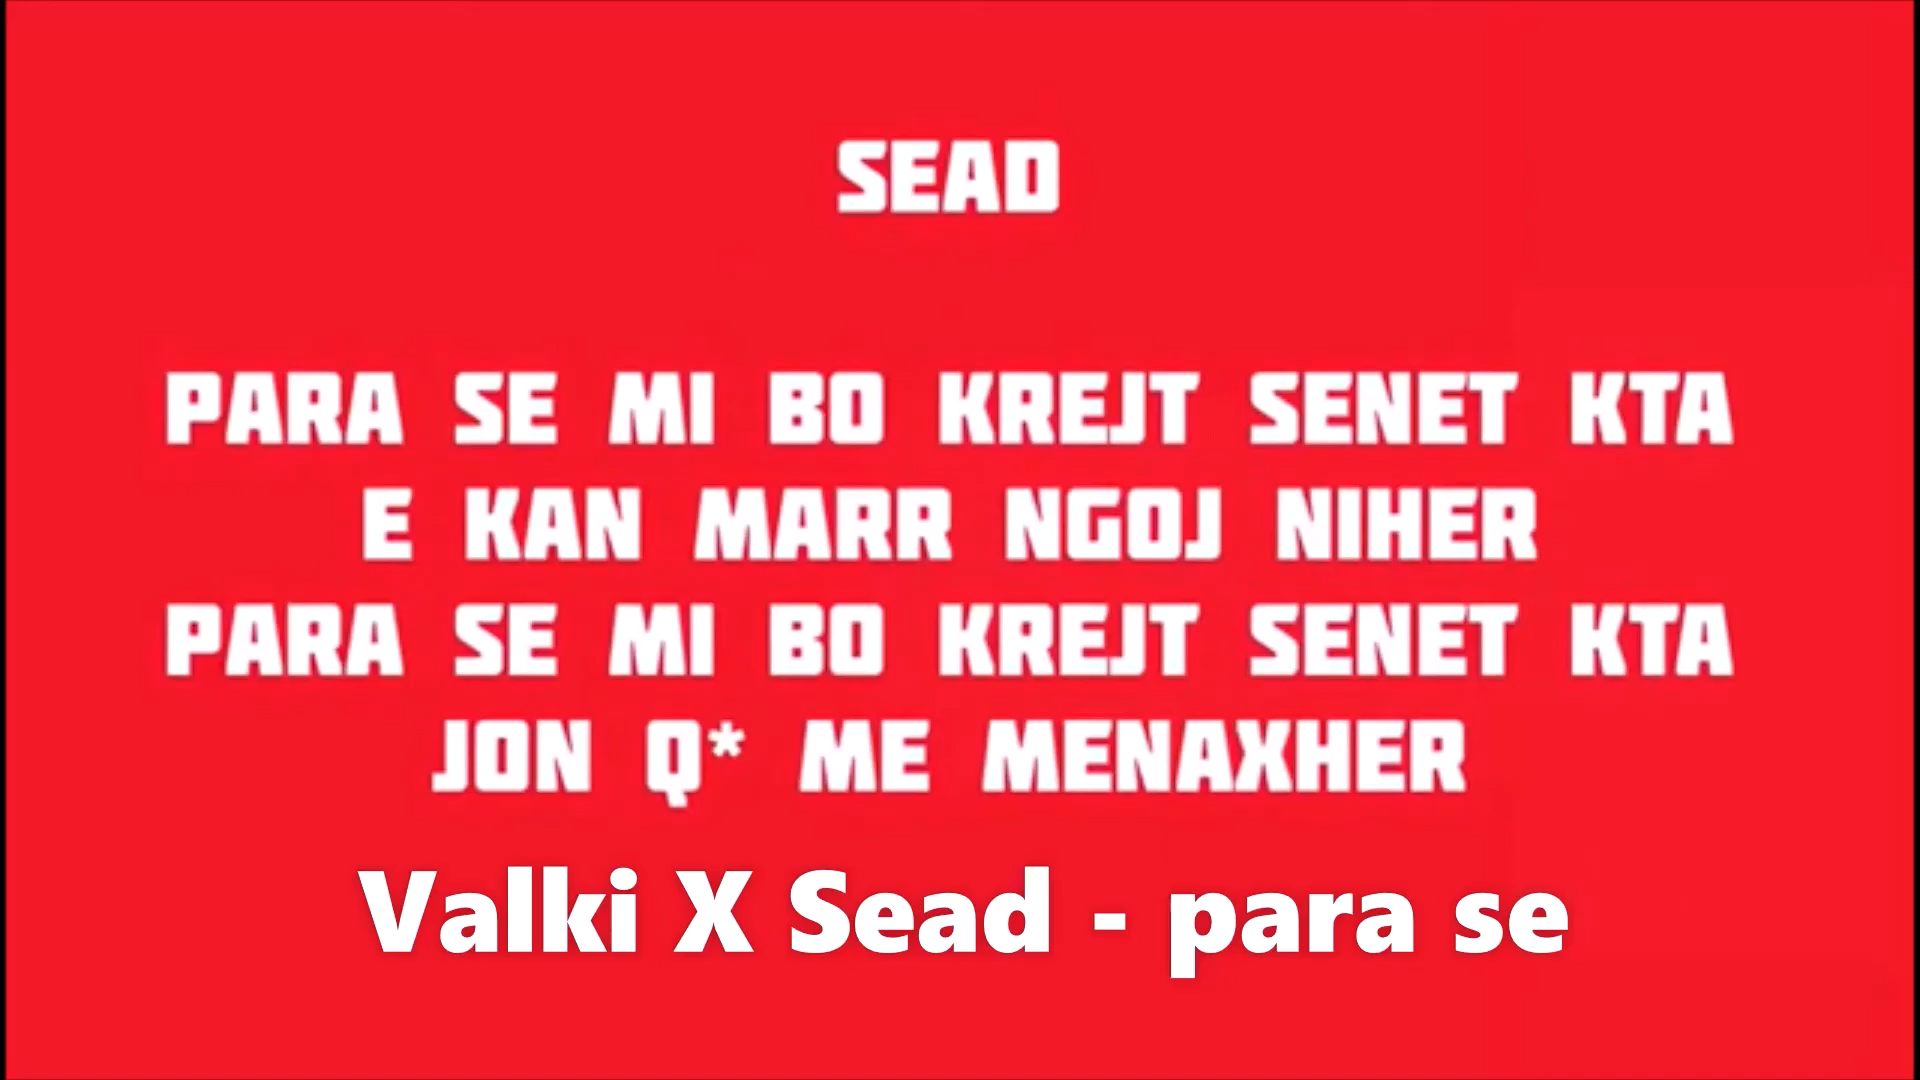 SEAD
PARA SE MI BO KREJT SENET KTA
E KAN MARR NGOJ NIHER
PARA SE MI BO KREJT SENET KTA
JON Q* ME MENAXHER
Valki X Sead - para se